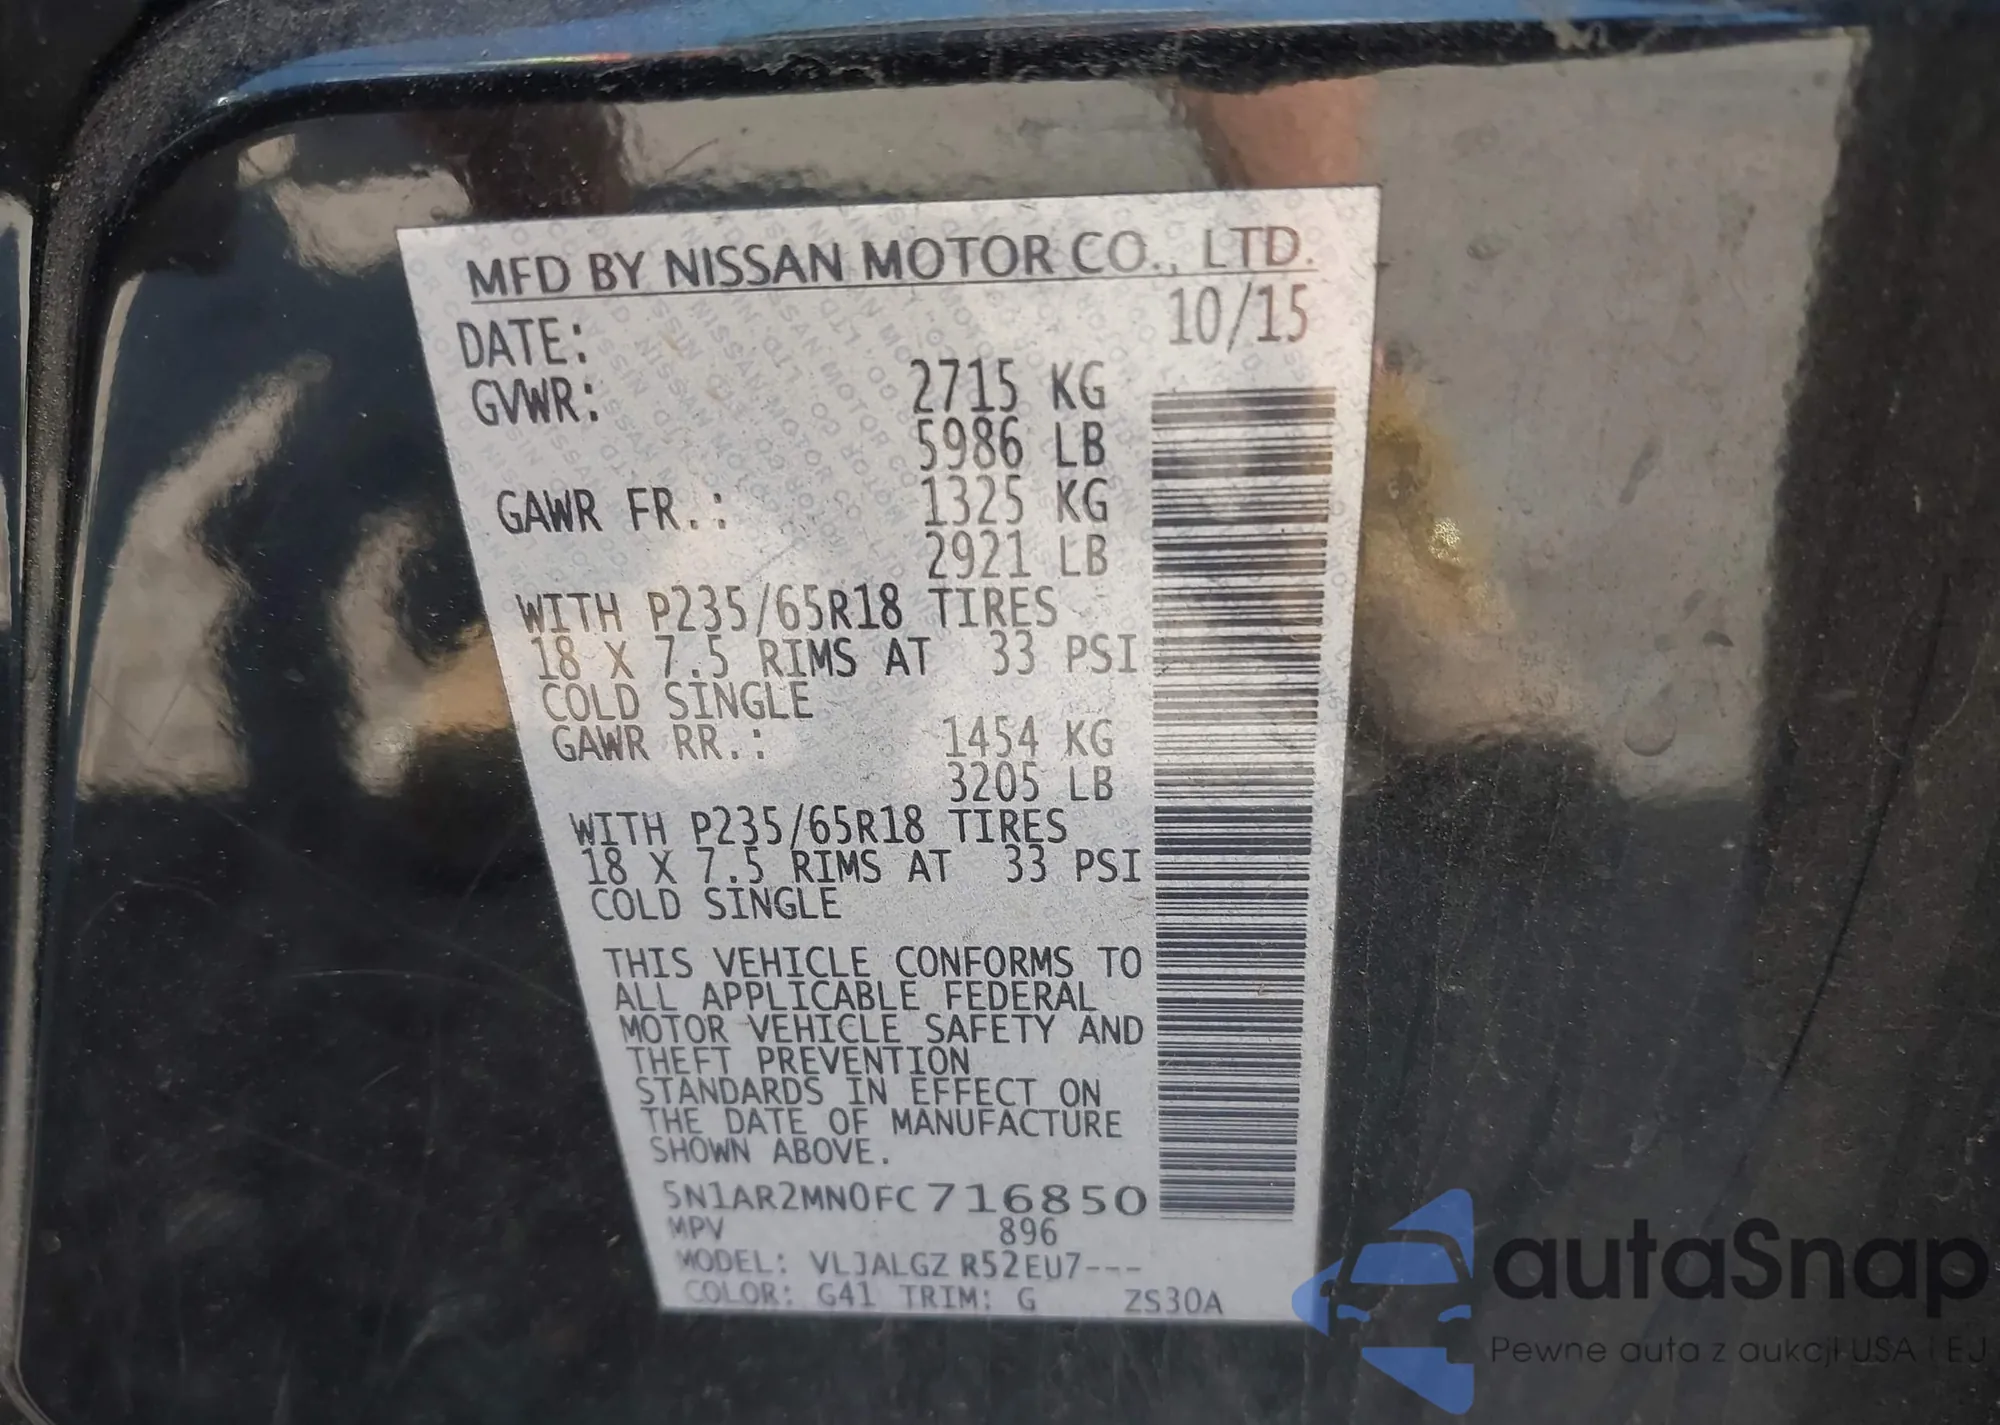 MFD BY NISSAN MOTOR CO., LTD.
DATE: 10/15
GVWR: 2715 KG
5986 LB
GAWR FR.: 1325 KG
2921 LB
WITH P235/65R18 TIRES
18 X 7.5 RIMS AT 33 PSI
COLD SINGLE
GAWR RR.: 1454 KG
3205 LB
WITH P235/65R18 TIRES
18 X 7.5 RIMS AT 33 PSI
COLD SINGLE
THIS VEHICLE CONFORMS TO
ALL APPLICABLE FEDERAL
MOTOR VEHICLE SAFETY AND
THEFT PREVENTION
STANDARDS IN EFFECT ON
THE DATE OF MANUFACTURE
SHOWN ABOVE.
5N1AR2MN0FC716850
MPV 896
MODEL: VLJALGZ R52EU7---
COLOR: G41 TRIM: G ZS30A
autaSnap
Pewne auta z aukcji USA i EJ